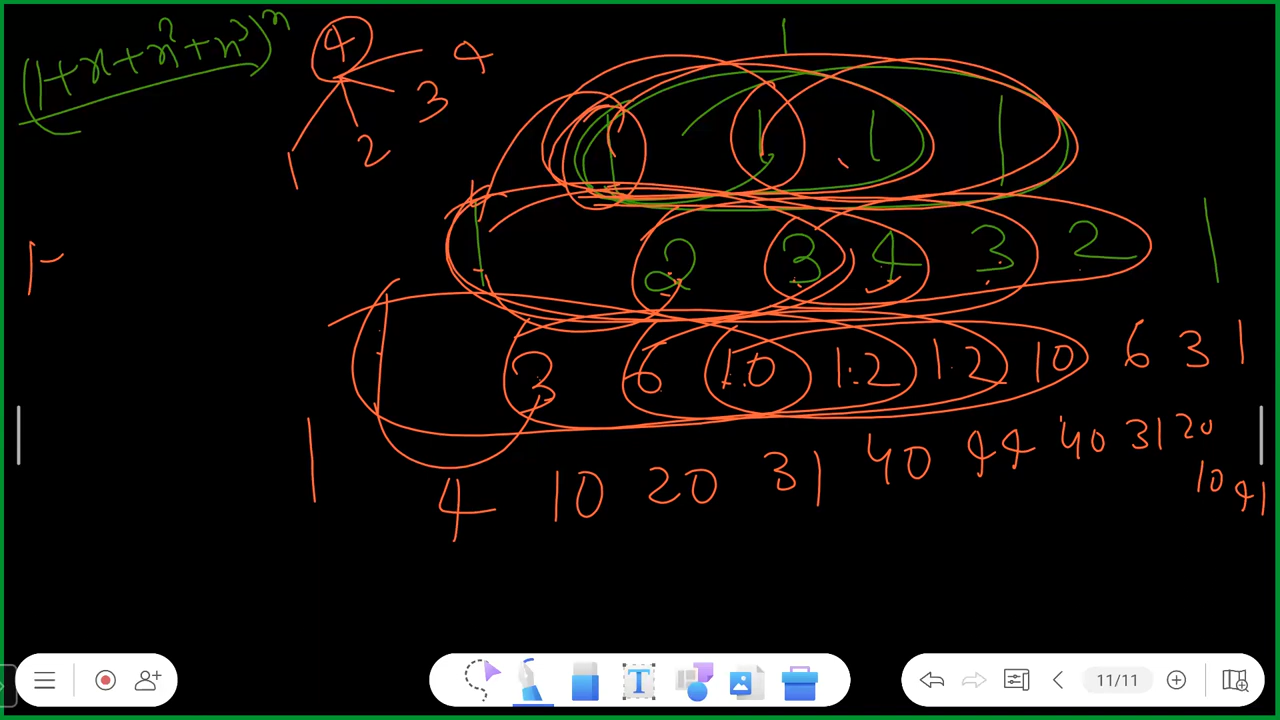 (1+x+x²+x³)ⁿ
4
4
3
2
1
1
1 1 1 1
1 2 3 4 3 2 1
1 3 6 10 12 12 10 6 3 1
1 4 10 20 31 40 44 40 31 20
10 4 1
11/11
T